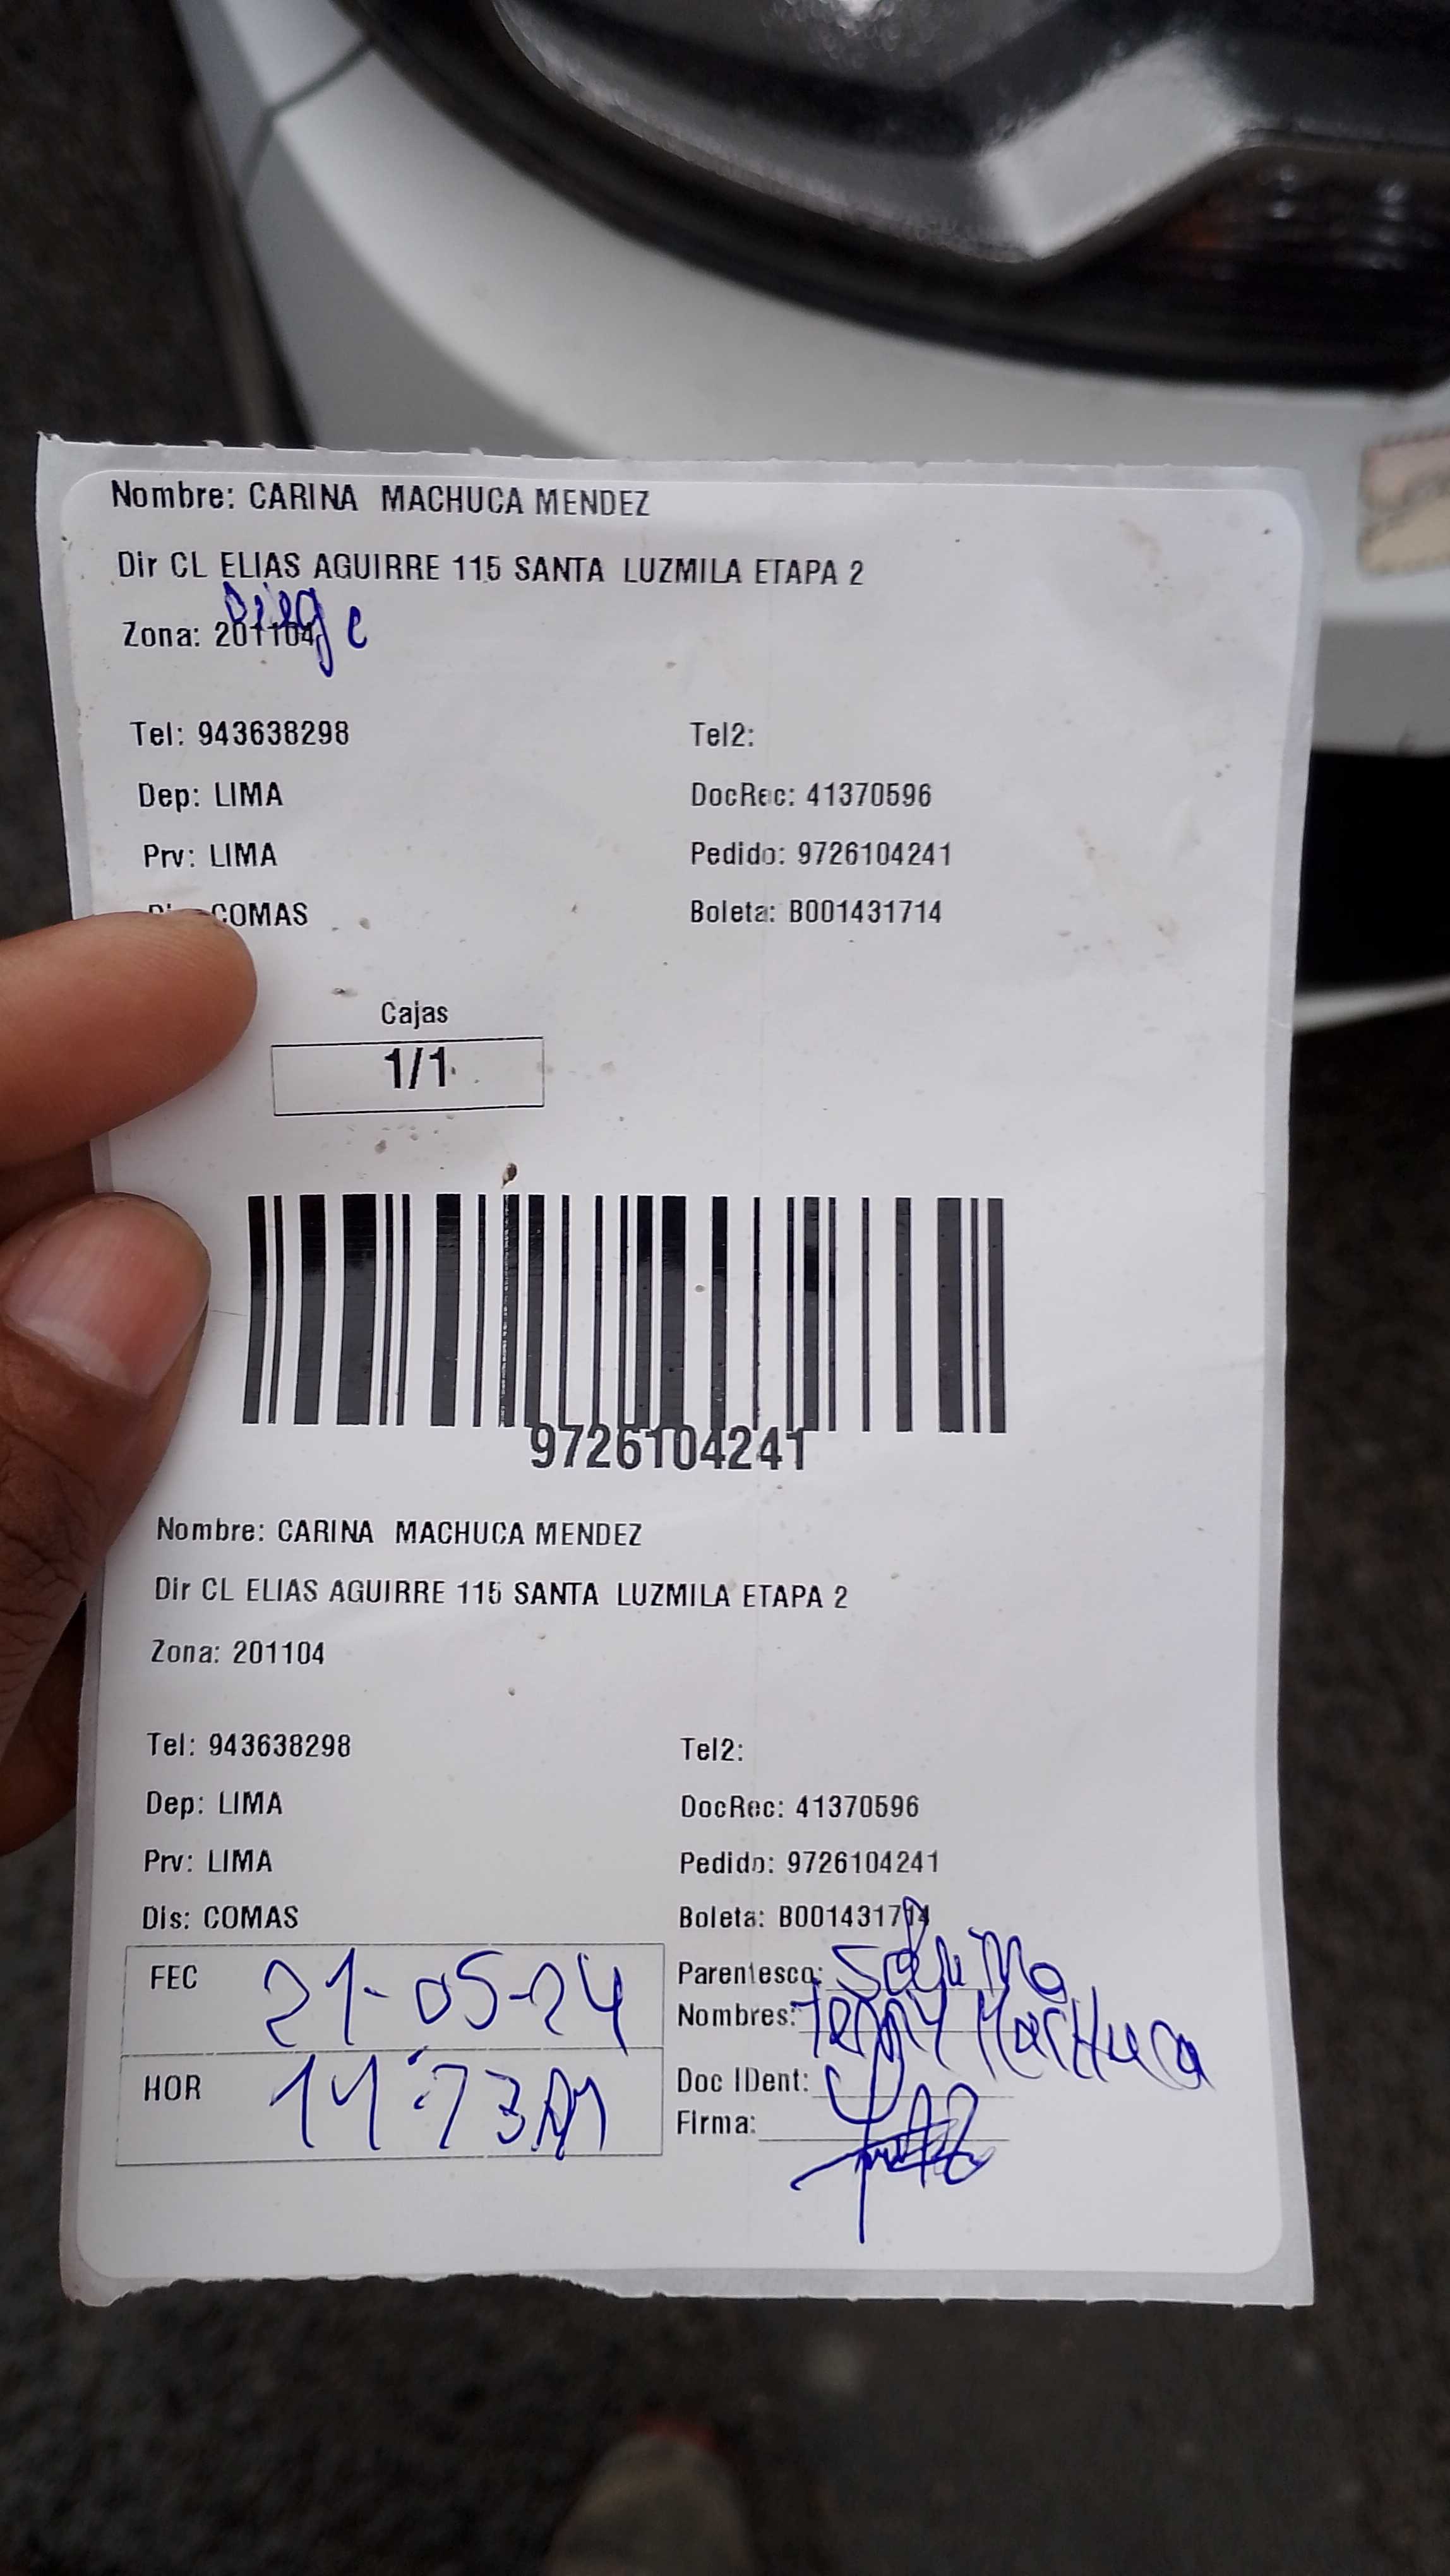 Nombre: CARINA MACHUCA MENDEZ
Dir CL ELIAS AGUIRRE 115 SANTA LUZMILA ETAPA 2
Zona: 201104
Tel: 943638298 Tel2:
Dep: LIMA DocRec: 41370596
Prv: LIMA Pedido: 9726104241
COMAS Boleta: B001431714
Cajas
1/1
9726104241
Nombre: CARINA MACHUCA MENDEZ
Dir CL ELIAS AGUIRRE 115 SANTA LUZMILA ETAPA 2
Zona: 201104
Tel: 943638298 Tel2:
Dep: LIMA DocRec: 41370596
Prv: LIMA Pedido: 9726104241
Dis: COMAS Boleta: B001431714
FEC 21-05-24 Parentesco:
Nombres: Machuca
HOR Doc IDent:
Firma: